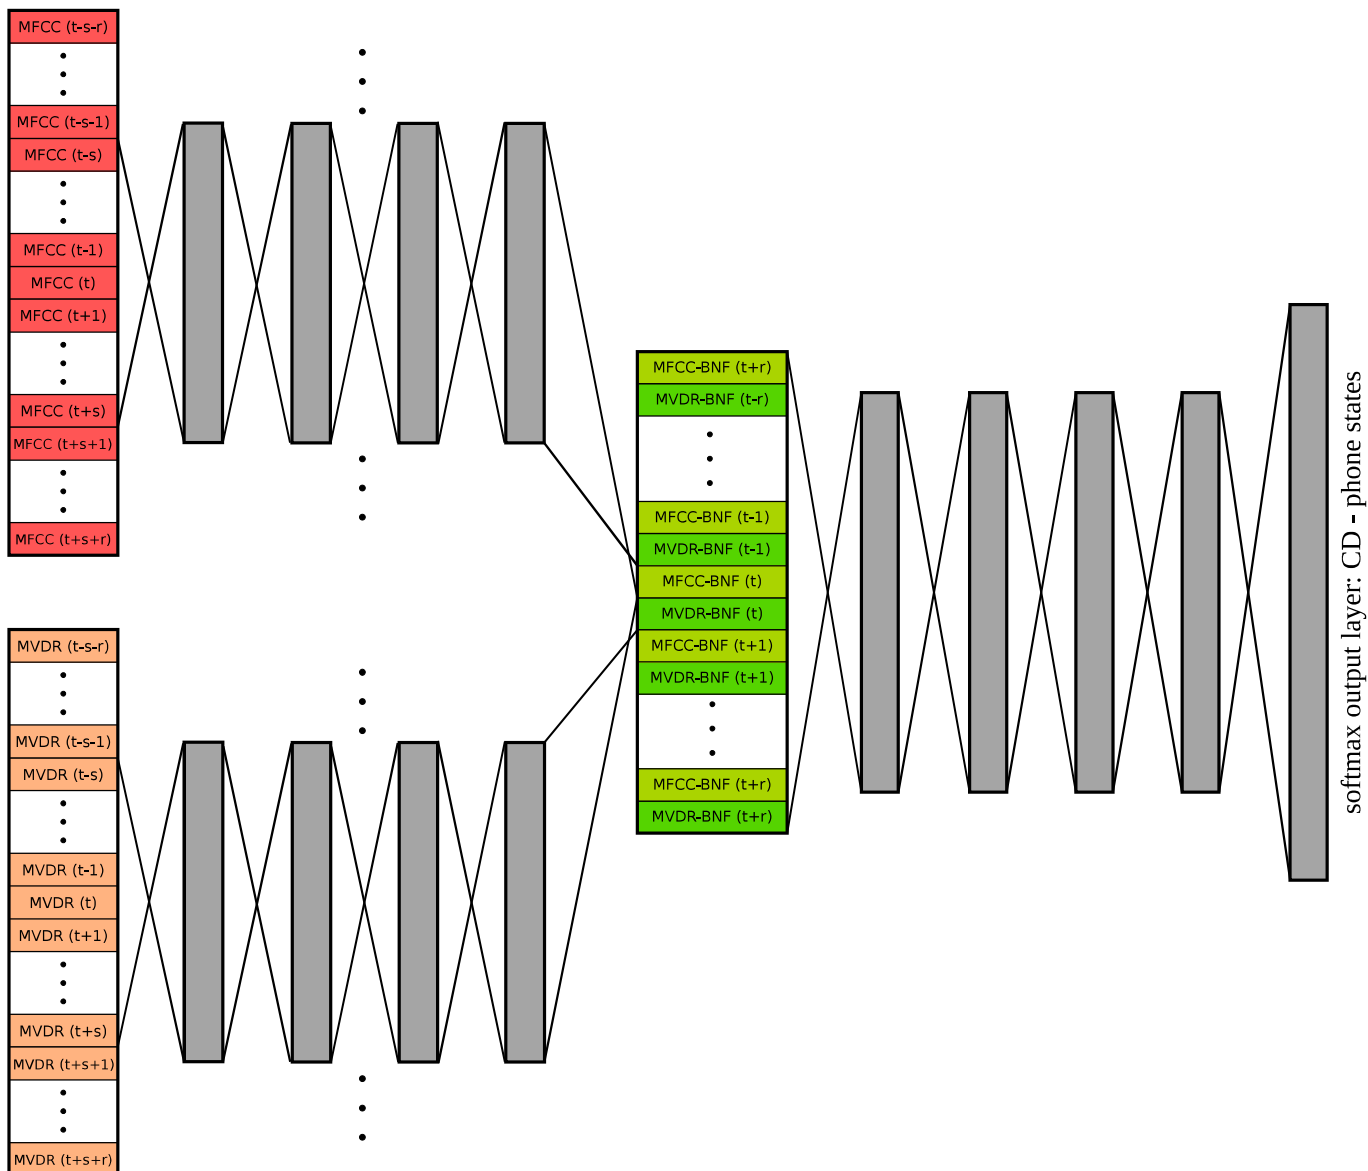 MFCC (t-s-r)
MFCC (t-s-1)
MFCC (t-s)
MFCC (t-1)
MFCC (t)
MFCC (t+1)
MFCC (t+s)
MFCC (t+s+1)
MFCC (t+s+r)
MVDR (t-s-r)
MVDR (t-s-1)
MVDR (t-s)
MVDR (t-1)
MVDR (t)
MVDR (t+1)
MVDR (t+s)
MVDR (t+s+1)
MVDR (t+s+r)
MFCC-BNF (t+r)
MVDR-BNF (t-r)
MFCC-BNF (t-1)
MVDR-BNF (t-1)
MFCC-BNF (t)
MVDR-BNF (t)
MFCC-BNF (t+1)
MVDR-BNF (t+1)
MFCC-BNF (t+r)
MVDR-BNF (t+r)
softmax output layer: CD - phone states